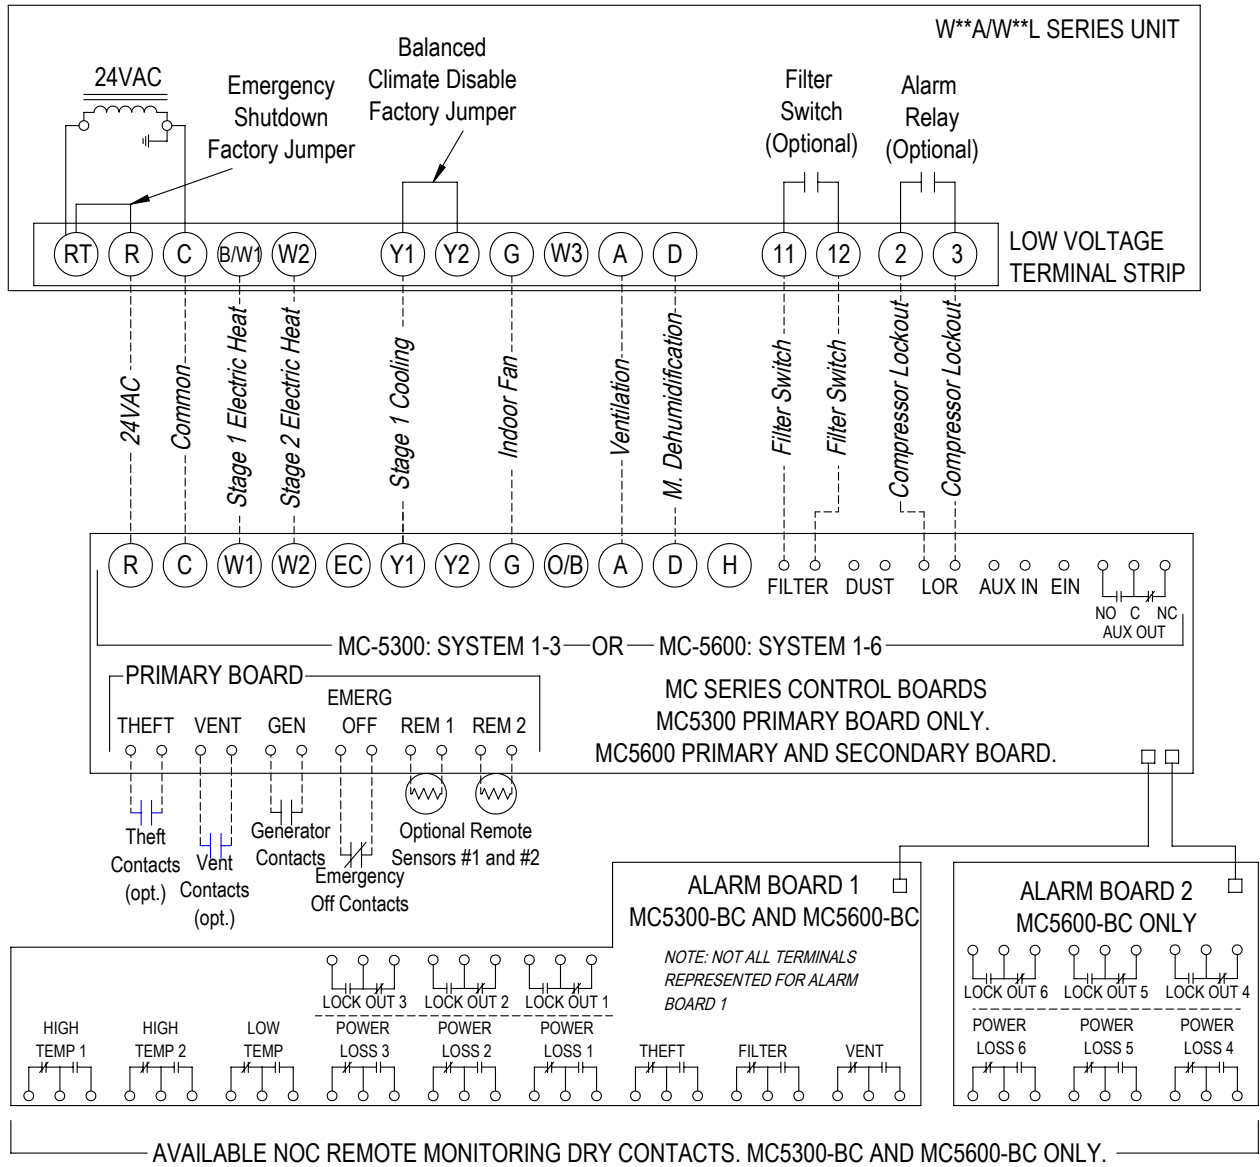 W**A/W**L SERIES UNIT
24VAC
Emergency
Shutdown
Factory Jumper
Balanced
Climate Disable
Factory Jumper
Filter
Switch
(Optional)
Alarm
Relay
(Optional)
RT R C B/W1 W2 Y1 Y2 G W3 A D 11 12 2 3
LOW VOLTAGE
TERMINAL STRIP
24VAC
Common
Stage 1 Electric Heat
Stage 2 Electric Heat
Stage 1 Cooling
Indoor Fan
Ventilation
M. Dehumidification
Filter Switch
Filter Switch
Compressor Lockout
Compressor Lockout
R C W1 W2 EC Y1 Y2 G O/B A D H
FILTER DUST LOR AUX IN EIN
NO C NC
AUX OUT
MC-5300: SYSTEM 1-3 OR MC-5600: SYSTEM 1-6
PRIMARY BOARD
MC SERIES CONTROL BOARDS
MC5300 PRIMARY BOARD ONLY.
MC5600 PRIMARY AND SECONDARY BOARD.
THEFT VENT GEN
EMERG
OFF
REM 1 REM 2
Theft
Contacts
(opt.)
Vent
Contacts
(opt.)
Generator
Contacts
Emergency
Off Contacts
Optional Remote
Sensors #1 and #2
ALARM BOARD 1
MC5300-BC AND MC5600-BC
NOTE: NOT ALL TERMINALS
REPRESENTED FOR ALARM
BOARD 1
ALARM BOARD 2
MC5600-BC ONLY
LOCK OUT 3 LOCK OUT 2 LOCK OUT 1
LOCK OUT 6 LOCK OUT 5 LOCK OUT 4
HIGH
TEMP 1
HIGH
TEMP 2
LOW
TEMP
POWER
LOSS 3
POWER
LOSS 2
POWER
LOSS 1
THEFT
FILTER
VENT
POWER
LOSS 6
POWER
LOSS 5
POWER
LOSS 4
AVAILABLE NOC REMOTE MONITORING DRY CONTACTS. MC5300-BC AND MC5600-BC ONLY.